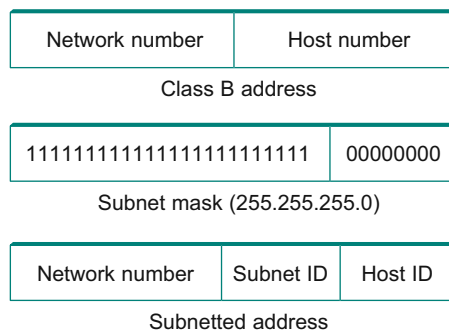 Network number Host number
Class B address
111111111111111111111111 00000000
Subnet mask (255.255.255.0)
Network number Subnet ID Host ID
Subnetted address